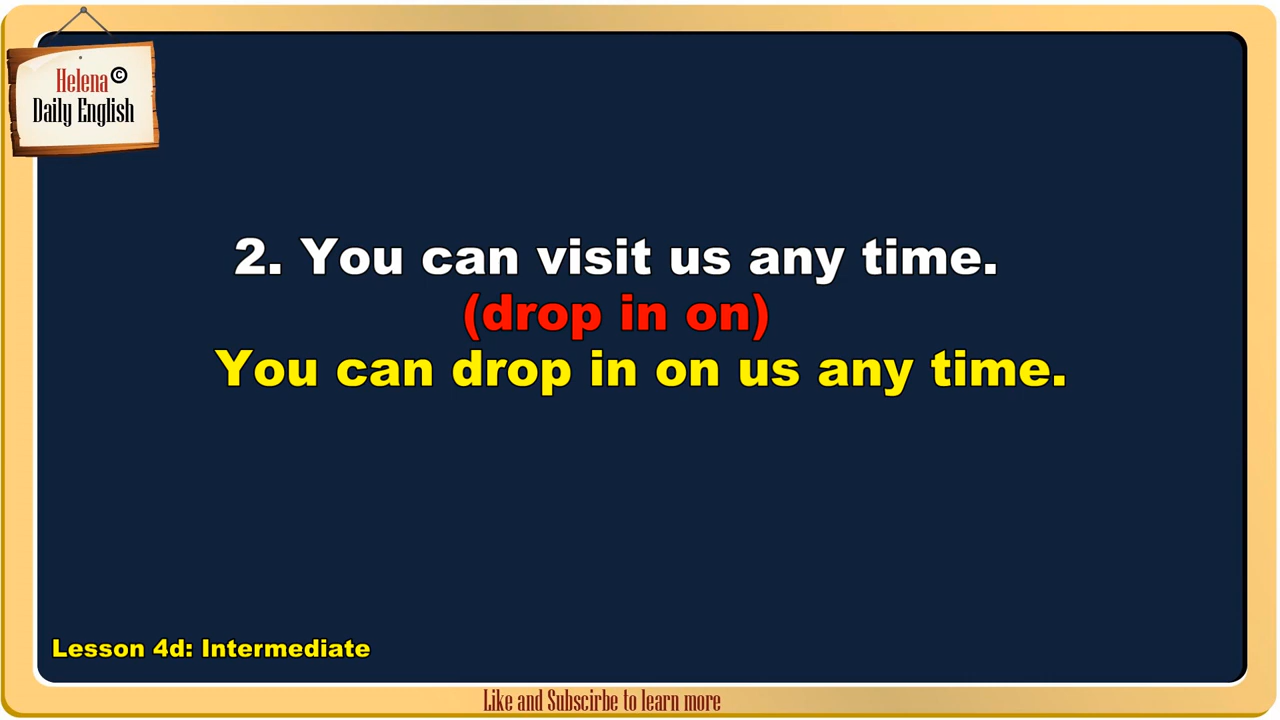 Helena ©
Daily English
2. You can visit us any time.
(drop in on)
You can drop in on us any time.
Lesson 4d: Intermediate
Like and Subscirbe to learn more